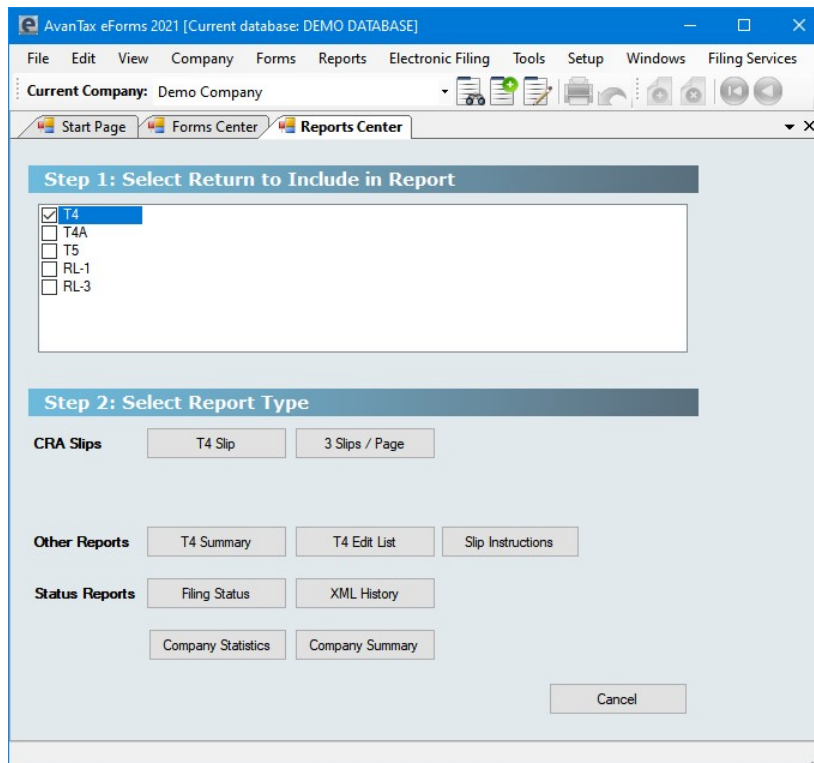 AvanTax eForms 2021 [Current database: DEMO DATABASE]
File Edit View Company Forms Reports Electronic Filing Tools Setup Windows Filing Services
Current Company: Demo Company
Start Page Forms Center Reports Center
Step 1: Select Return to Include in Report
T4
T4A
T5
RL-1
RL-3
Step 2: Select Report Type
CRA Slips T4 Slip 3 Slips / Page
Other Reports T4 Summary T4 Edit List Slip Instructions
Status Reports Filing Status XML History
Company Statistics Company Summary
Cancel